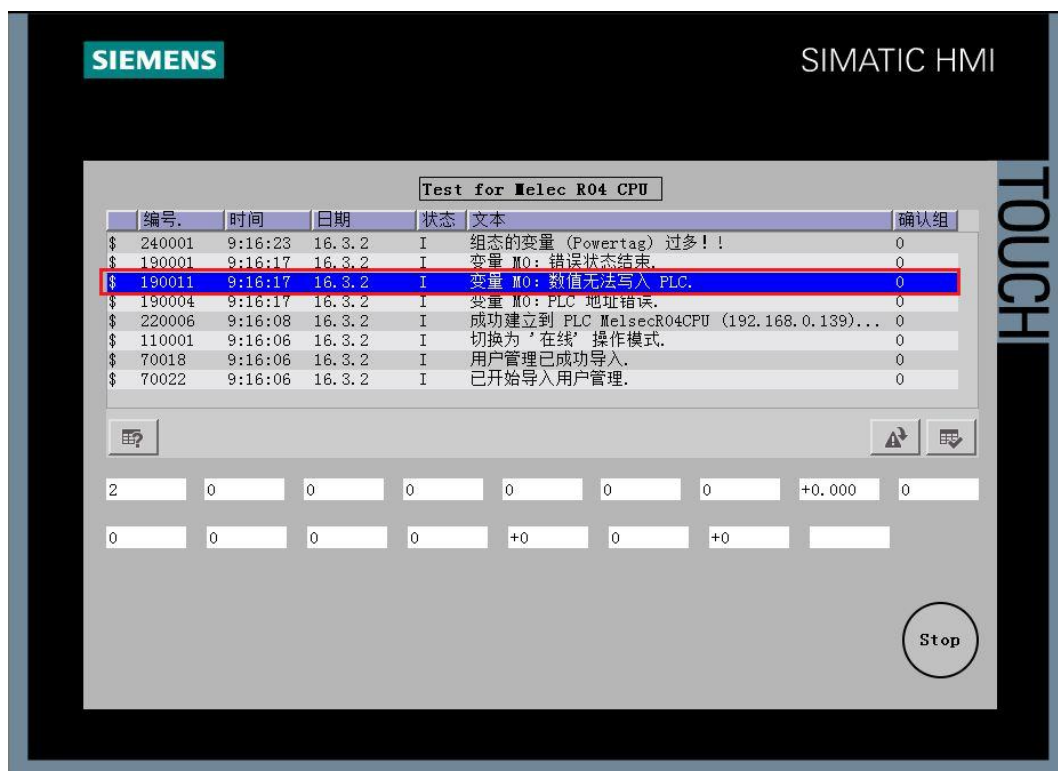 SIEMENS
SIMATIC HMI
TOUCH
Test for Melec R04 CPU
编号. 时间 日期 状态 文本 确认组
$ 240001 9:16:23 16.3.2 I 组态的变量 (Powertag) 过多!! 0
$ 190001 9:16:17 16.3.2 I 变量 M0: 错误状态结束. 0
$ 190011 9:16:17 16.3.2 I 变量 M0: 数值无法写入 PLC. 0
$ 190004 9:16:17 16.3.2 I 变量 M0: PLC 地址错误. 0
$ 220006 9:16:08 16.3.2 I 成功建立到 PLC MelsecR04CPU (192.168.0.139)... 0
$ 110001 9:16:06 16.3.2 I 切换为 '在线' 操作模式. 0
$ 70018 9:16:06 16.3.2 I 用户管理已成功导入. 0
$ 70022 9:16:06 16.3.2 I 已开始导入用户管理. 0
2 0 0 0 0 0 0 +0.000 0
0 0 0 0 +0 0 +0
Stop